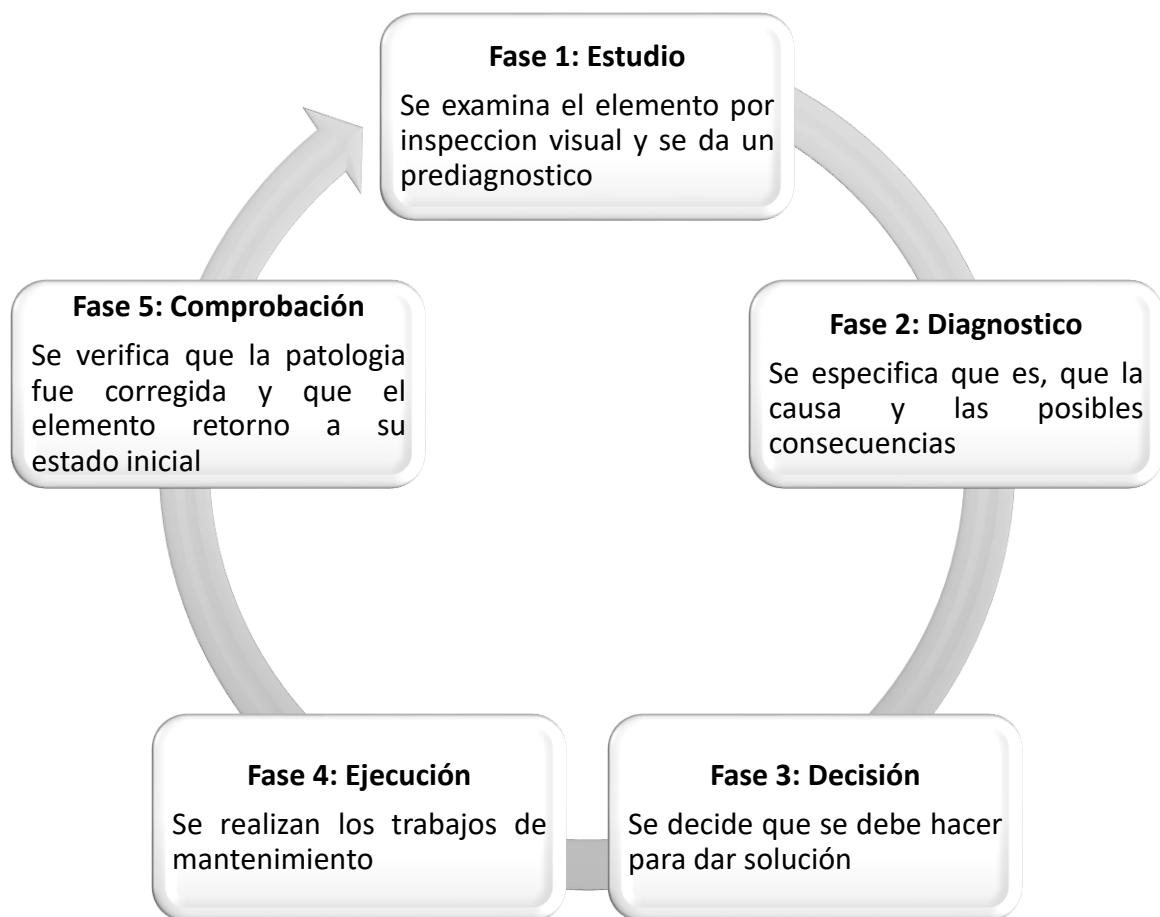 Fase 1: Estudio
Se examina el elemento por
inspeccion visual y se da un
prediagnostico
Fase 2: Diagnostico
Se especifica que es, que la
causa y las posibles
consecuencias
Fase 3: Decisión
Se decide que se debe hacer
para dar solución
Fase 4: Ejecución
Se realizan los trabajos de
mantenimiento
Fase 5: Comprobación
Se verifica que la patologia
fue corregida y que el
elemento retorno a su
estado inicial